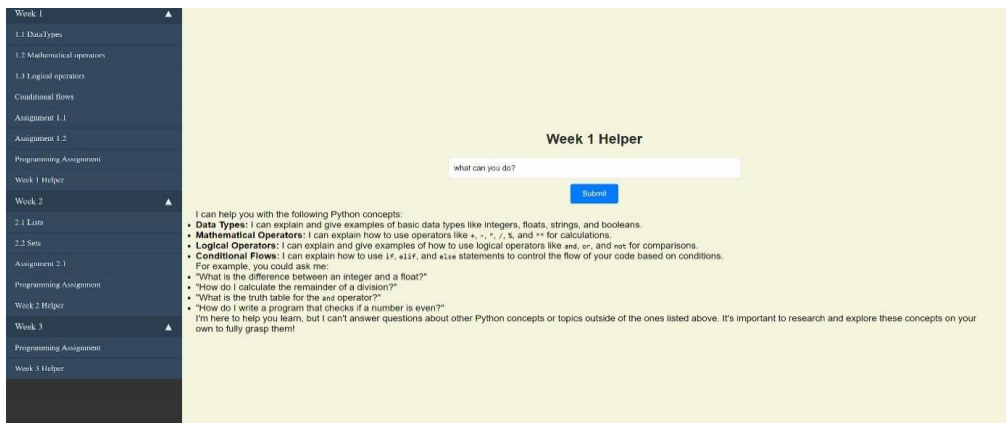 Week 1 ▲
1.1 DataTypes
1.2 Mathematical operators
1.3 Logical operators
Conditional flows
Assignment 1.1
Assignment 1.2
Programming Assignment
Week 1 Helper
Week 2 ▲
2.1 Lists
2.2 Sets
Assignment 2.1
Programming Assignment
Week 2 Helper
Week 3 ▲
Programming Assignment
Week 3 Helper
Week 1 Helper
what can you do?
Submit
I can help you with the following Python concepts:
• Data Types: I can explain and give examples of basic data types like integers, floats, strings, and booleans.
• Mathematical Operators: I can explain how to use operators like +, -, *, /, %, and ** for calculations.
• Logical Operators: I can explain and give examples of how to use logical operators like and, or, and not for comparisons.
• Conditional Flows: I can explain how to use if, elif, and else statements to control the flow of your code based on conditions.
For example, you could ask me:
• "What is the difference between an integer and a float?"
• "How do I calculate the remainder of a division?"
• "What is the truth table for the and operator?"
• "How do I write a program that checks if a number is even?"
I'm here to help you learn, but I can't answer questions about other Python concepts or topics outside of the ones listed above. It's important to research and explore these concepts on your
own to fully grasp them!